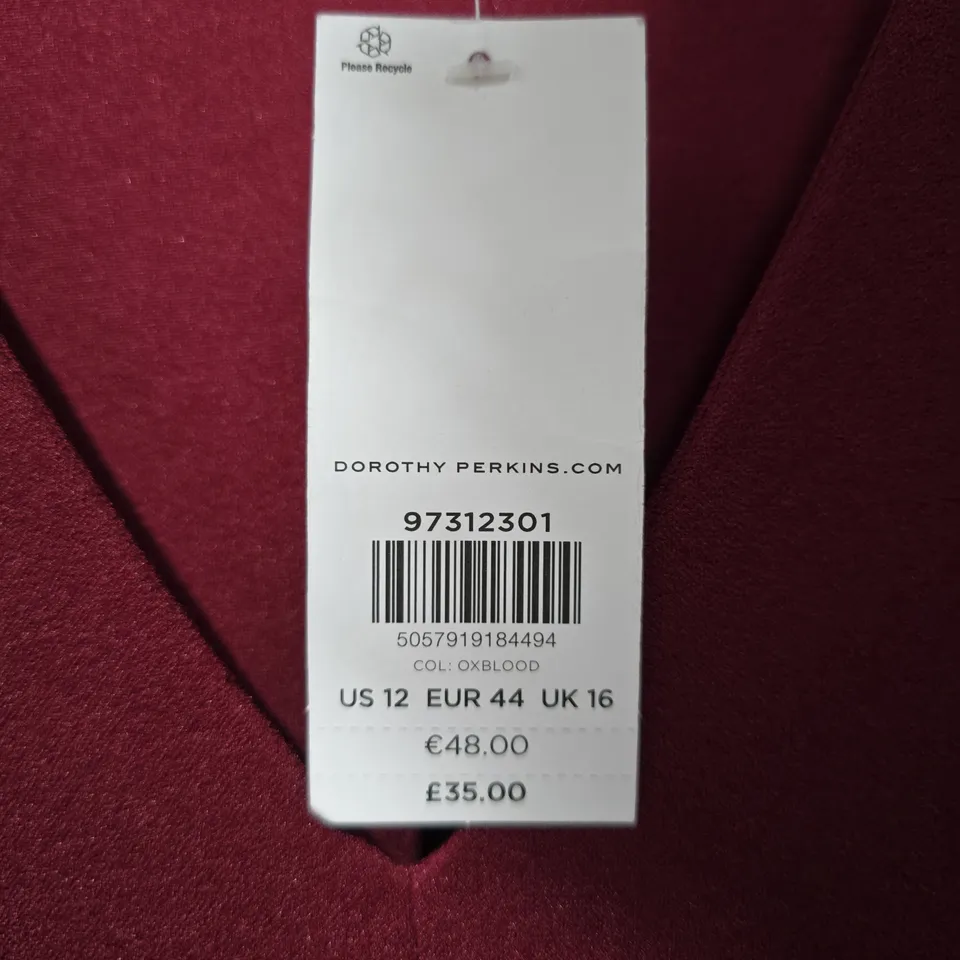 Please Recycle
DOROTHY PERKINS.COM
97312301
5057919184494
COL: OXBLOOD
US 12 EUR 44 UK 16
€48.00
£35.00